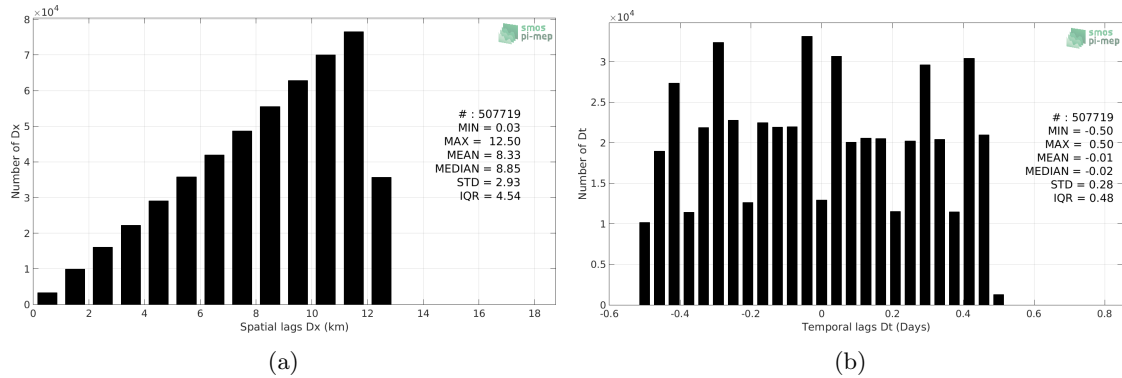 ×10⁴
8
7
6
5
4
3
2
1
0
Number of Dx
0 2 4 6 8 10 12 14 16 18
Spatial lags Dx (km)
smos
pi-mep
# : 507719
MIN = 0.03
MAX = 12.50
MEAN = 8.33
MEDIAN = 8.85
STD = 2.93
IQR = 4.54
(a)
×10⁴
3
2.5
2
1.5
1
0.5
0
Number of Dt
-0.6 -0.4 -0.2 0 0.2 0.4 0.6 0.8
Temporal lags Dt (Days)
smos
pi-mep
# : 507719
MIN = -0.50
MAX = 0.50
MEAN = -0.01
MEDIAN = -0.02
STD = 0.28
IQR = 0.48
(b)